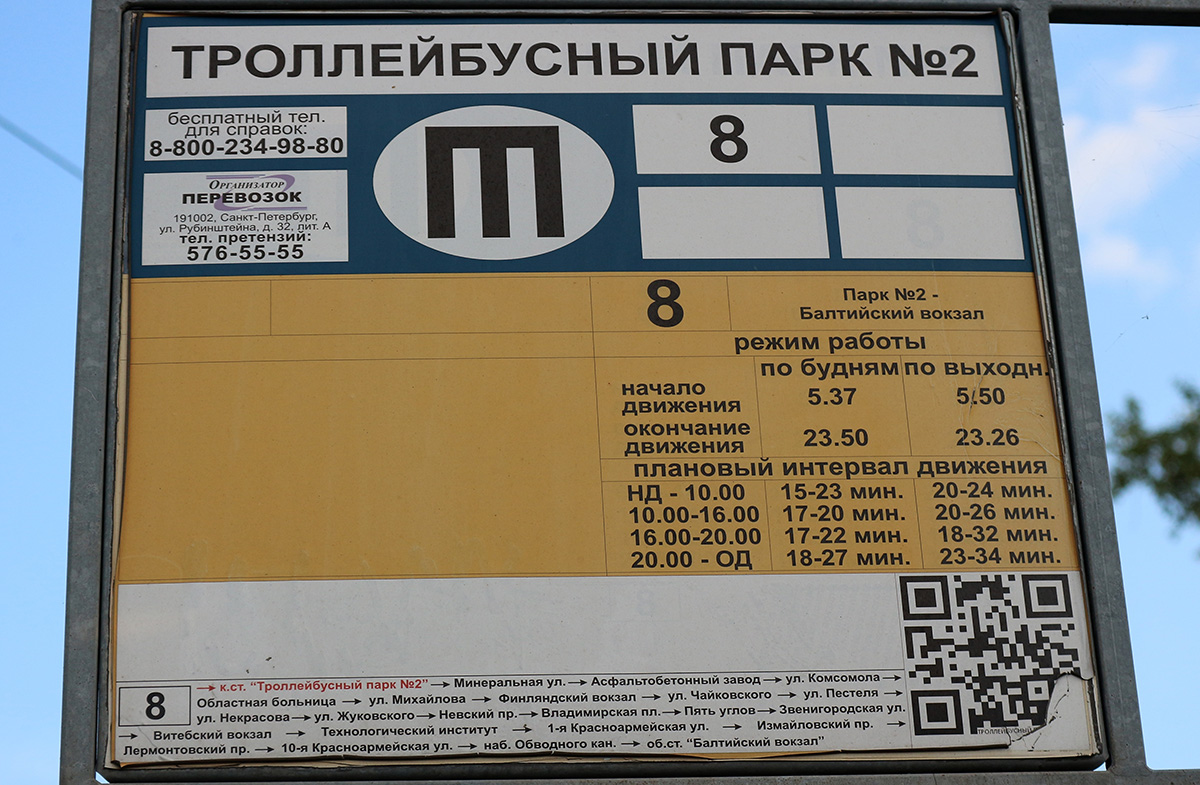 ТРОЛЛЕЙБУСНЫЙ ПАРК №2
бесплатный тел.
для справок:
8-800-234-98-80
ОРГАНИЗАТОР
ПЕРЕВОЗОК
191002, Санкт-Петербург,
ул. Рубинштейна, д. 32, лит. А
тел. претензий:
576-55-55
Ш
8
8
Парк №2 -
Балтийский вокзал
режим работы
по будням по выходн.
начало
движения 5.37 5.50
окончание
движения 23.50 23.26
плановый интервал движения
НД - 10.00 15-23 мин. 20-24 мин.
10.00-16.00 17-20 мин. 20-26 мин.
16.00-20.00 17-22 мин. 18-32 мин.
20.00 - ОД 18-27 мин. 23-34 мин.
8
→ к.ст. "Троллейбусный парк №2" → Минеральная ул. → Асфальтобетонный завод → ул. Комсомола →
Областная больница → ул. Михайлова → Финляндский вокзал → ул. Чайковского → ул. Пестеля →
ул. Некрасова → ул. Жуковского → Невский пр. → Владимирская пл. → Пять углов → Звенигородская ул.
→ Витебский вокзал → Технологический институт → 1-я Красноармейская ул. → Измайловский пр. →
Лермонтовский пр. → 10-я Красноармейская ул. → наб. Обводного кан. → об.ст. "Балтийский вокзал"
ТРОЛЛЕЙБУСНЫЙ